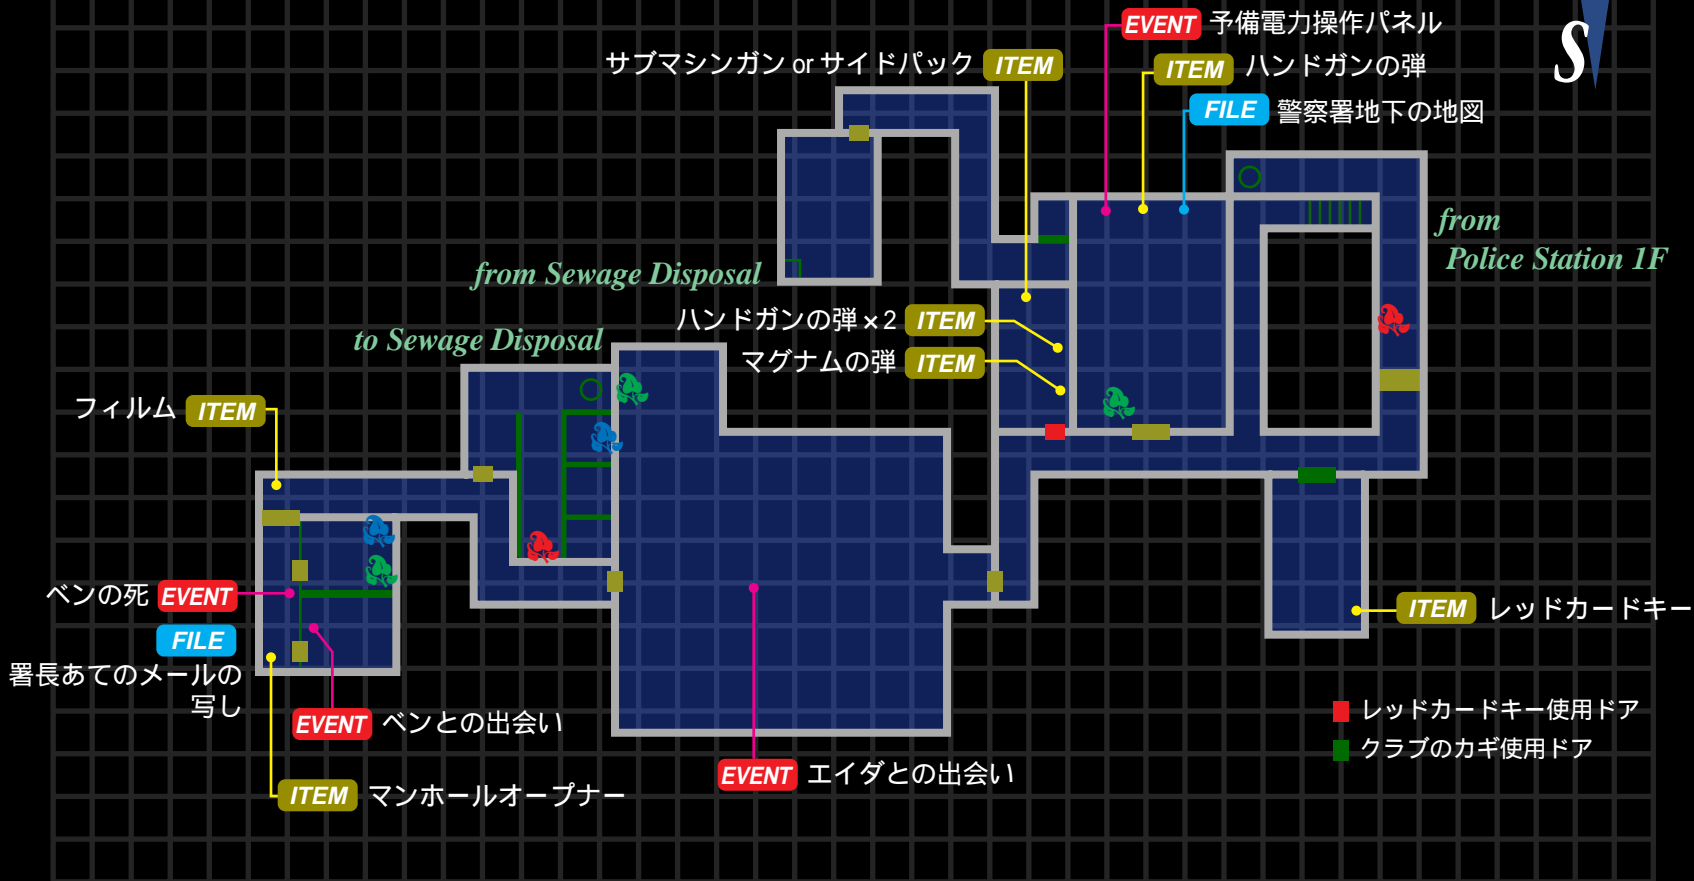 EVENT 予備電力操作パネル
S
サブマシンガン or サイドパック ITEM
ITEM ハンドガンの弾
FILE 警察署地下の地図
from
Police Station 1F
from Sewage Disposal
ハンドガンの弾×2 ITEM
to Sewage Disposal
マグナムの弾 ITEM
フィルム ITEM
ベンの死 EVENT
ITEM レッドカードキー
FILE
署長あてのメールの
写し
EVENT ベンとの出会い
レッドカードキー使用ドア
クラブのカギ使用ドア
EVENT エイダとの出会い
ITEM マンホールオープナー